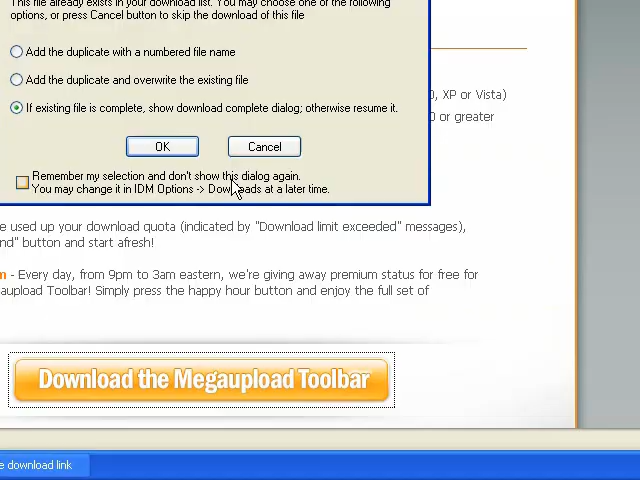 This file already exists in your download list. You may choose one of the following
options, or press Cancel button to skip the download of this file
Add the duplicate with a numbered file name
Add the duplicate and overwrite the existing file
If existing file is complete, show download complete dialog; otherwise resume it.
OK Cancel
Remember my selection and don't show this dialog again.
You may change it in IDM Options -> Downloads at a later time.
0, XP or Vista)
0 or greater
e used up your download quota (indicated by "Download limit exceeded" messages),
nd" button and start afresh!
m - Every day, from 9pm to 3am eastern, we're giving away premium status for free for
aupload Toolbar! Simply press the happy hour button and enjoy the full set of
Download the Megaupload Toolbar
e download link